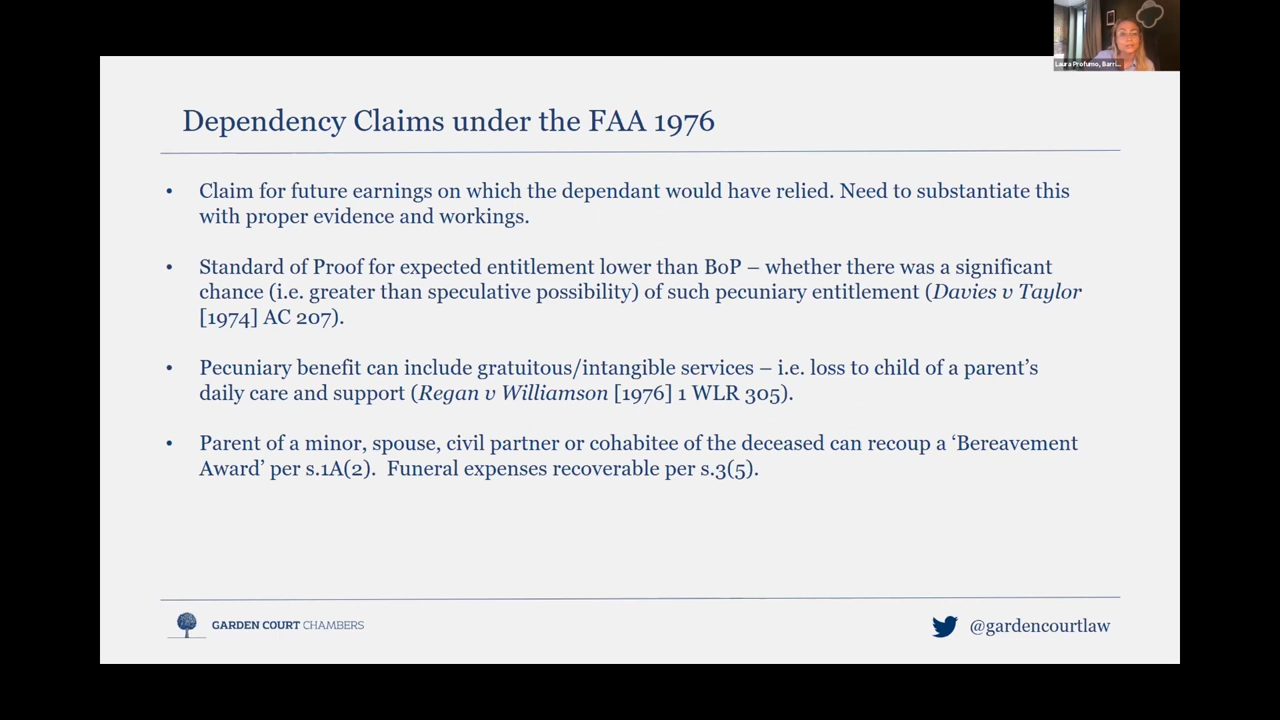 Laura Profumo, Barri...
Dependency Claims under the FAA 1976
• Claim for future earnings on which the dependant would have relied. Need to substantiate this
with proper evidence and workings.
• Standard of Proof for expected entitlement lower than BoP – whether there was a significant
chance (i.e. greater than speculative possibility) of such pecuniary entitlement (Davies v Taylor
[1974] AC 207).
• Pecuniary benefit can include gratuitous/intangible services – i.e. loss to child of a parent’s
daily care and support (Regan v Williamson [1976] 1 WLR 305).
• Parent of a minor, spouse, civil partner or cohabitee of the deceased can recoup a ‘Bereavement
Award’ per s.1A(2).  Funeral expenses recoverable per s.3(5).
GARDEN COURT CHAMBERS
@gardencourtlaw